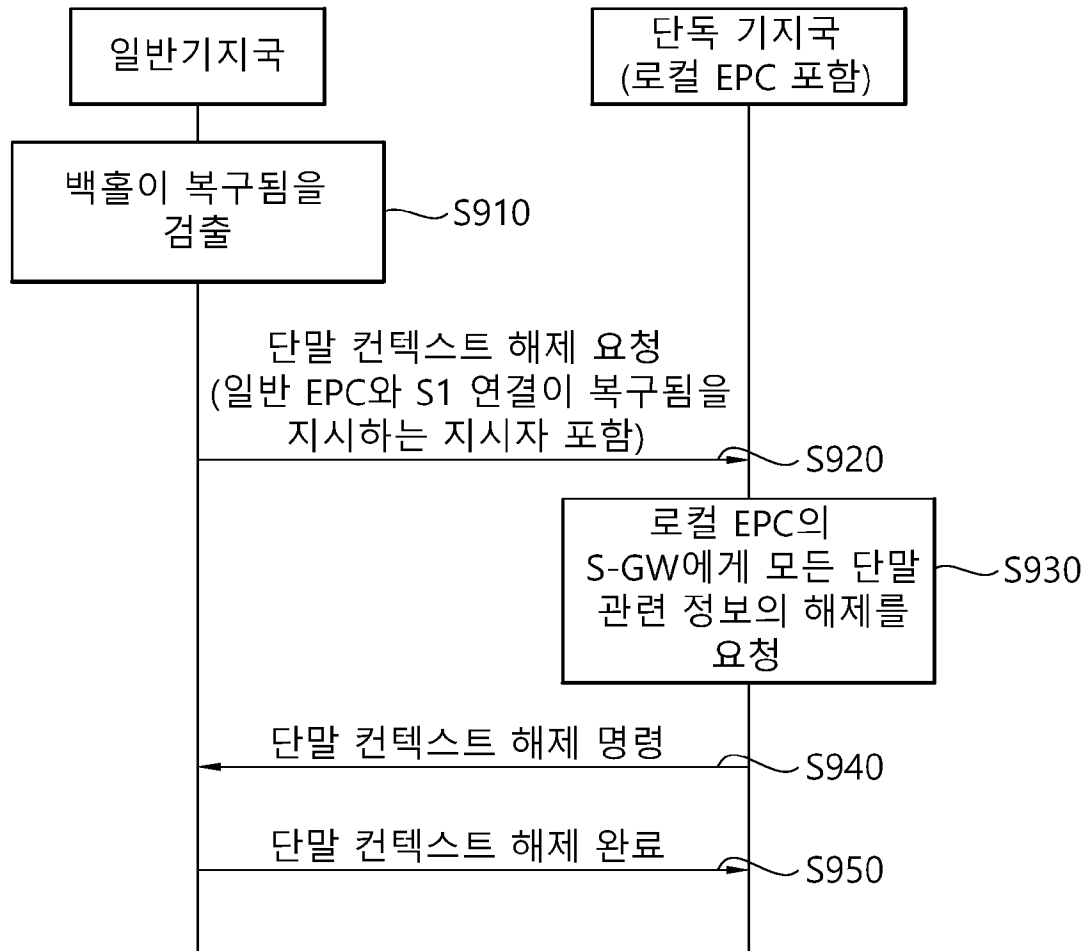 일반기지국
단독 기지국
(로컬 EPC 포함)
백홀이 복구됨을
검출
S910
단말 컨텍스트 해제 요청
(일반 EPC와 S1 연결이 복구됨을
지시하는 지시자 포함)
S920
로컬 EPC의
S-GW에게 모든 단말
관련 정보의 해제를
요청
S930
단말 컨텍스트 해제 명령
S940
단말 컨텍스트 해제 완료
S950